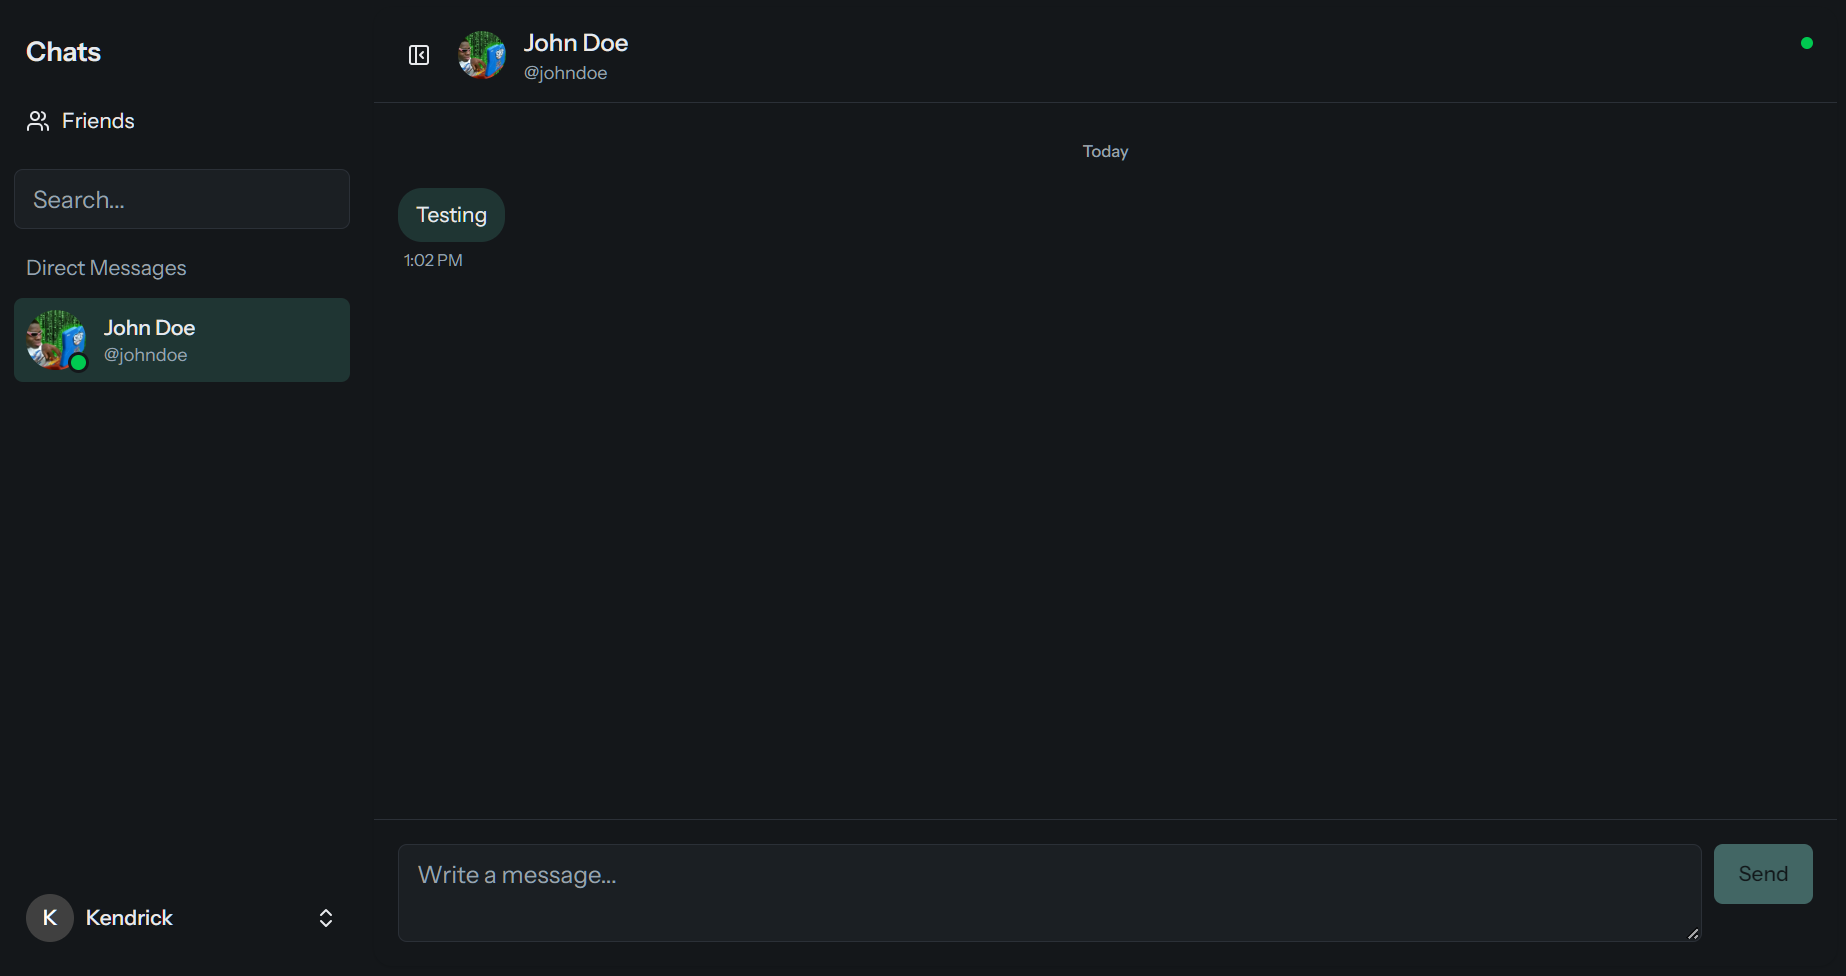 Chats
Friends
Search...
Direct Messages
John Doe
@johndoe
K
Kendrick
John Doe
@johndoe
Today
Testing
1:02 PM
Write a message...
Send